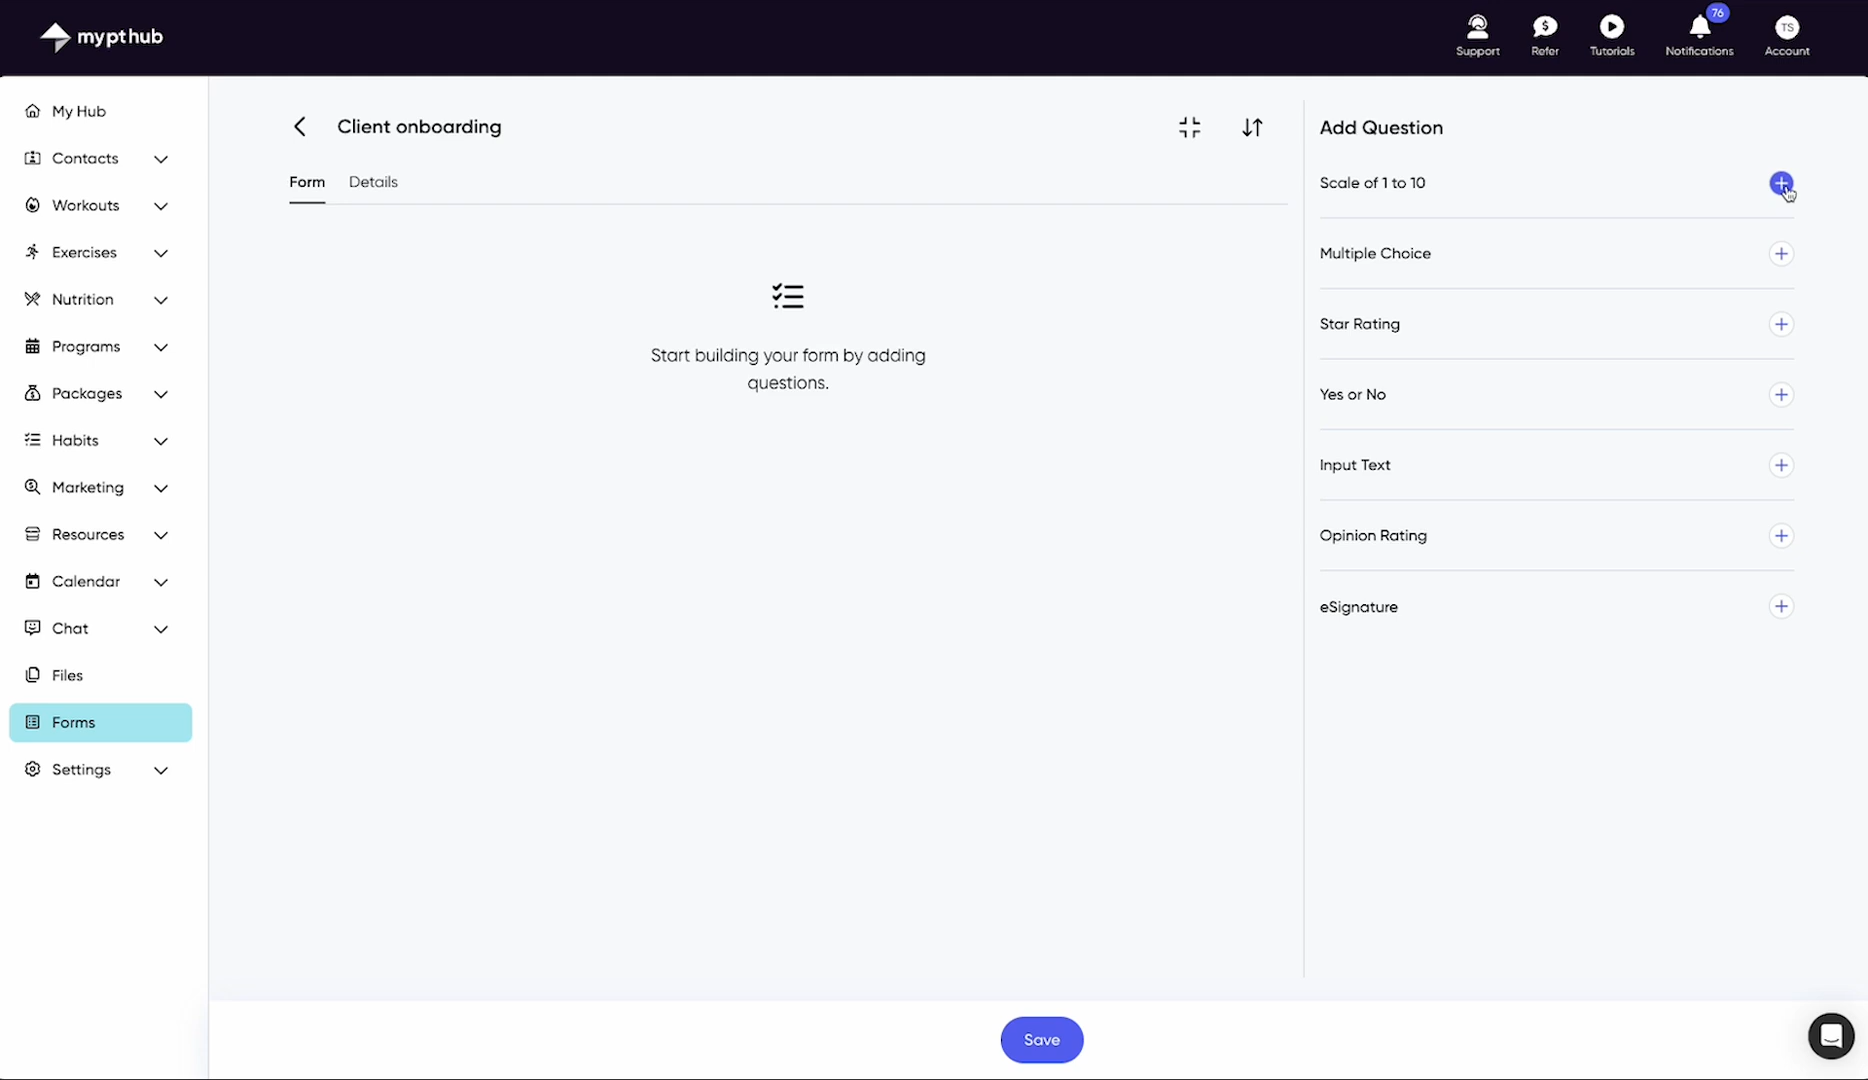 mypthub
Support
Refer
Tutorials
76
Notifications
TS
Account
My Hub
Contacts
Workouts
Exercises
Nutrition
Programs
Packages
Habits
Marketing
Resources
Calendar
Chat
Files
Forms
Settings
Client onboarding
Form
Details
Start building your form by adding
questions.
Add Question
Scale of 1 to 10
Multiple Choice
Star Rating
Yes or No
Input Text
Opinion Rating
eSignature
Save